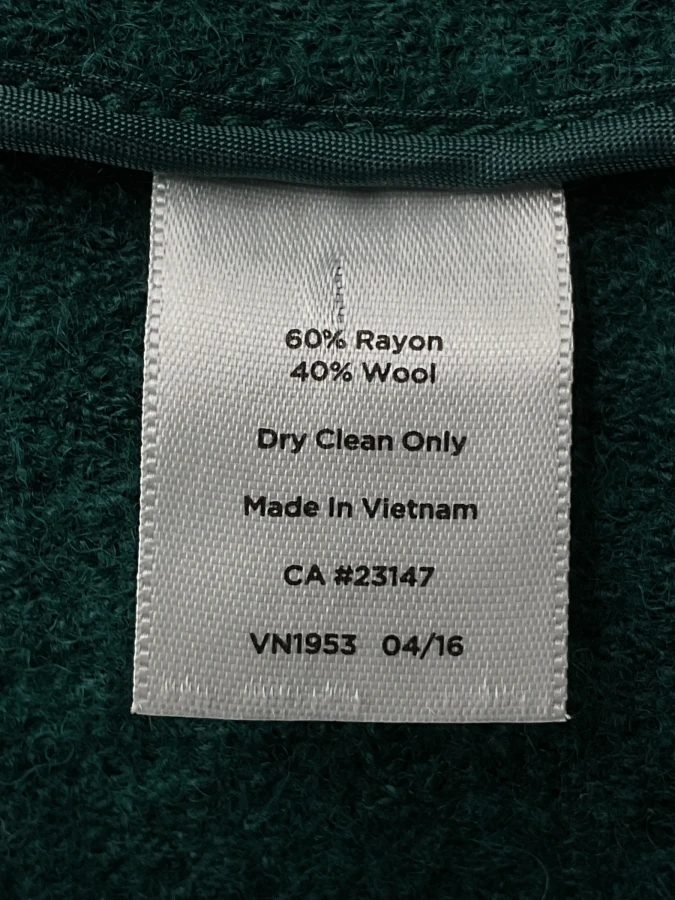 60% Rayon
40% Wool
Dry Clean Only
Made In Vietnam
CA #23147
VN1953 04/16